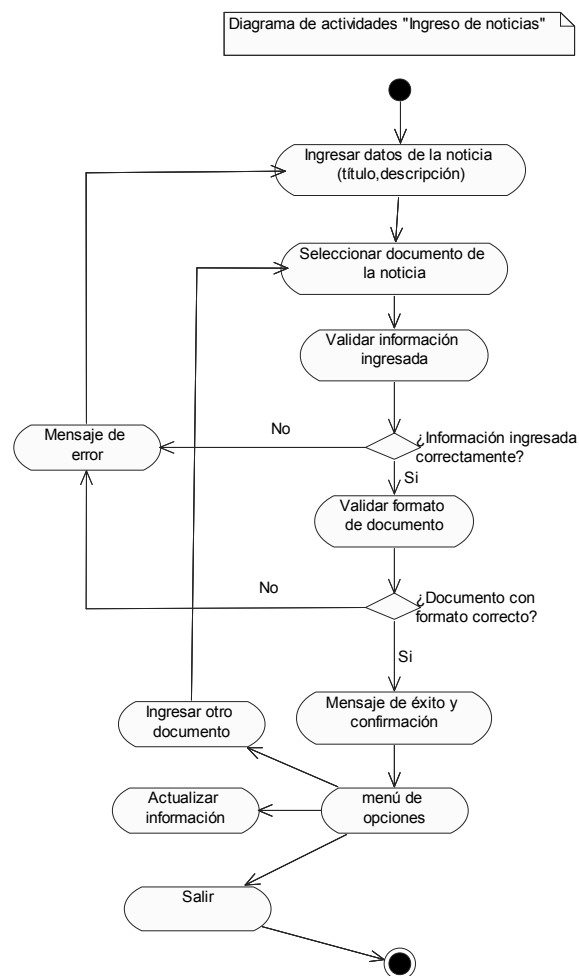 Diagrama de actividades "Ingreso de noticias"
Ingresar datos de la noticia
(título,descripción)
Seleccionar documento de
la noticia
Validar información
ingresada
Mensaje de
error
No
¿Información ingresada
correctamente?
Si
Validar formato
de documento
No
¿Documento con
formato correcto?
Si
Mensaje de éxito y
confirmación
Ingresar otro
documento
Actualizar
información
menú de
opciones
Salir